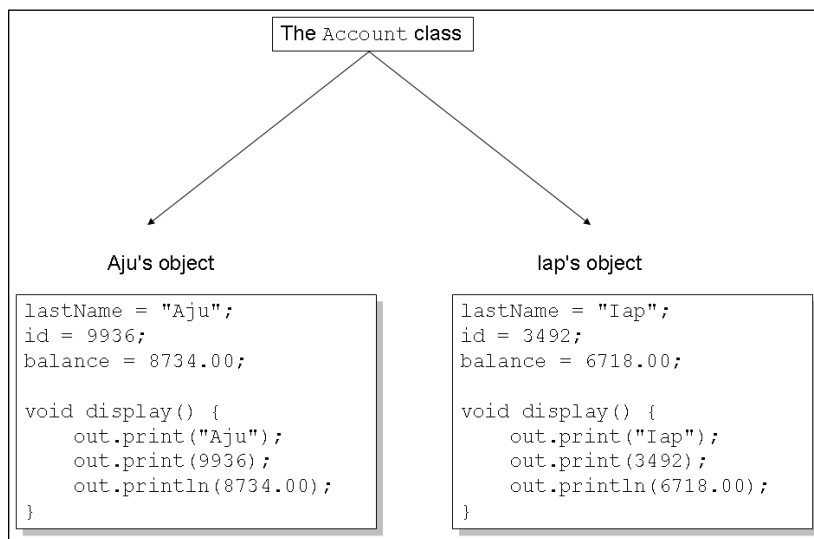 The Account class
Aju's object
lastName = "Aju";
id = 9936;
balance = 8734.00;
void display() {
    out.print("Aju");
    out.print(9936);
    out.println(8734.00);
}
Iap's object
lastName = "Iap";
id = 3492;
balance = 6718.00;
void display() {
    out.print("Iap");
    out.print(3492);
    out.println(6718.00);
}